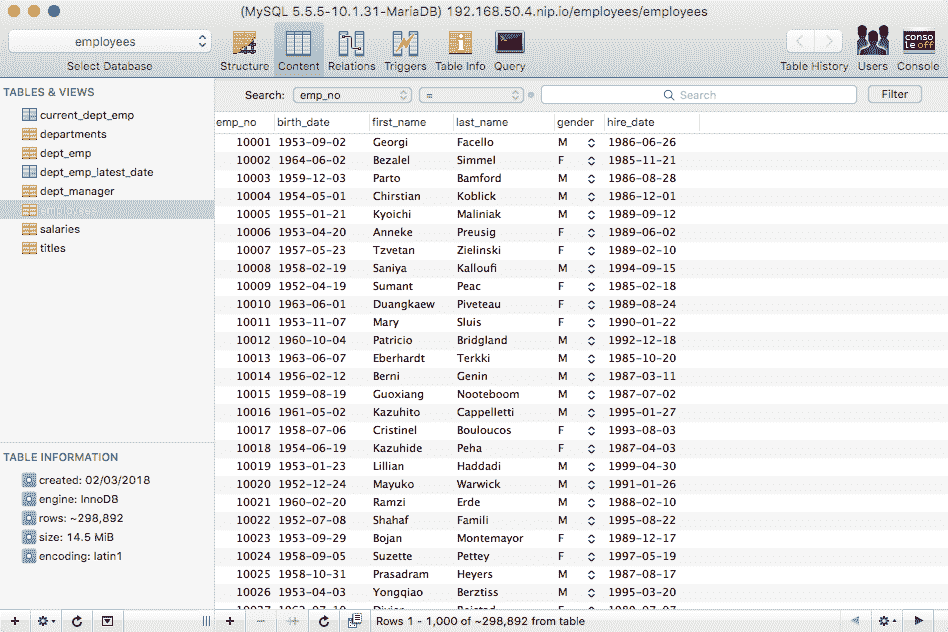 (MySQL 5.5.5-10.1.31-MariaDB) 192.168.50.4.nip.io/employees/employees
employees
Select Database
Structure Content Relations Triggers Table Info Query
Table History Users Console
conso
le off
TABLES & VIEWS
current_dept_emp
departments
dept_emp
dept_emp_latest_date
dept_manager
employees
salaries
titles
TABLE INFORMATION
created: 02/03/2018
engine: InnoDB
rows: ~298,892
size: 14.5 MiB
encoding: latin1
Search: emp_no = Search Filter
emp_no birth_date first_name last_name gender hire_date
10001 1953-09-02 Georgi Facello M 1986-06-26
10002 1964-06-02 Bezalel Simmel F 1985-11-21
10003 1959-12-03 Parto Bamford M 1986-08-28
10004 1954-05-01 Chirstian Koblick M 1986-12-01
10005 1955-01-21 Kyoichi Maliniak M 1989-09-12
10006 1953-04-20 Anneke Preusig F 1989-06-02
10007 1957-05-23 Tzvetan Zielinski F 1989-02-10
10008 1958-02-19 Saniya Kalloufi M 1994-09-15
10009 1952-04-19 Sumant Peac F 1985-02-18
10010 1963-06-01 Duangkaew Piveteau F 1989-08-24
10011 1953-11-07 Mary Sluis F 1990-01-22
10012 1960-10-04 Patricio Bridgland M 1992-12-18
10013 1963-06-07 Eberhardt Terkki M 1985-10-20
10014 1956-02-12 Berni Genin M 1987-03-11
10015 1959-08-19 Guoxiang Nooteboom M 1987-07-02
10016 1961-05-02 Kazuhito Cappelletti M 1995-01-27
10017 1958-07-06 Cristinel Bouloucos F 1993-08-03
10018 1954-06-19 Kazuhide Peha F 1987-04-03
10019 1953-01-23 Lillian Haddadi M 1999-04-30
10020 1952-12-24 Mayuko Warwick M 1991-01-26
10021 1960-02-20 Ramzi Erde M 1988-02-10
10022 1952-07-08 Shahaf Famili M 1995-08-22
10023 1953-09-29 Bojan Montemayor F 1989-12-17
10024 1958-09-05 Suzette Pettey F 1997-05-19
10025 1958-10-31 Prasadram Heyers M 1987-08-17
10026 1953-04-03 Yongqiao Berztiss M 1995-03-20
Rows 1 - 1,000 of ~298,892 from table